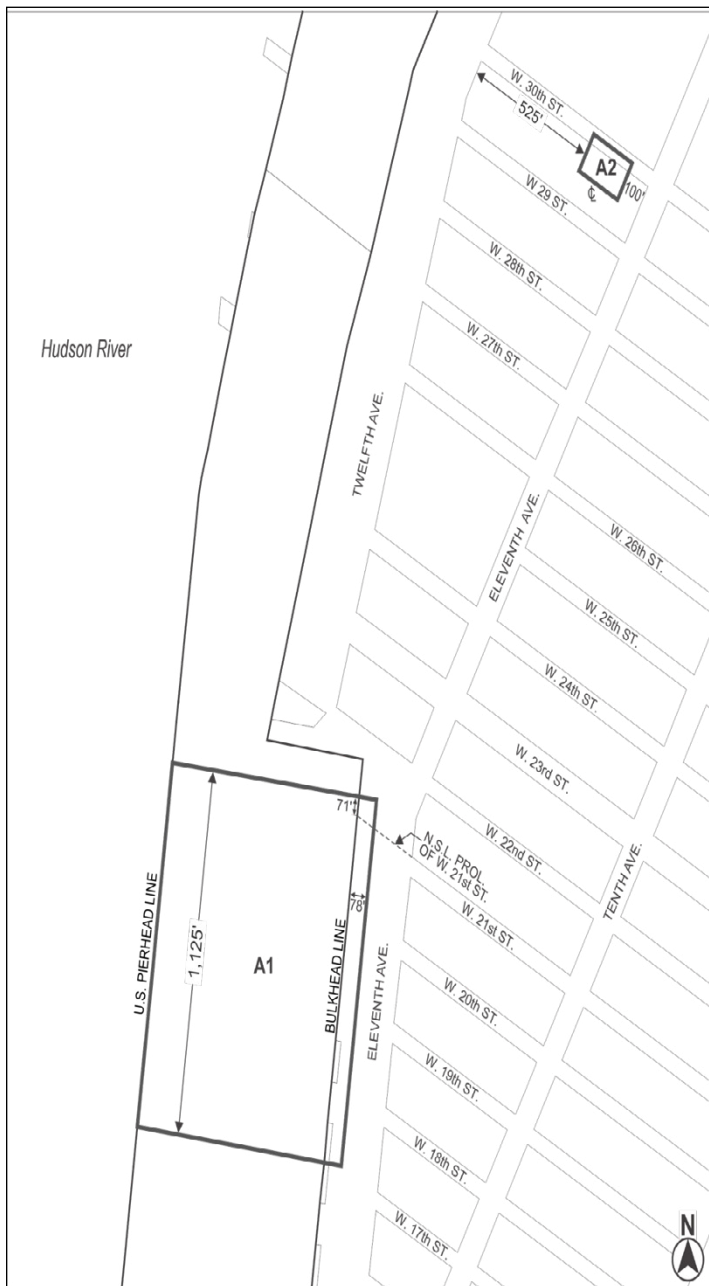 W. 30th ST.
525'
A2
100'
℄
W 29 ST.
W. 28th ST.
Hudson River
W. 27th ST.
TWELFTH AVE.
ELEVENTH AVE.
W. 26th ST.
W. 25th ST.
W. 24th ST.
W. 23rd ST.
71'
N.S.L. PROL.
OF W. 21st ST.
W. 22nd ST.
TENTH AVE.
78'
W. 21st ST.
U.S. PIERHEAD LINE
1,125'
A1
BULKHEAD LINE
ELEVENTH AVE.
W. 20th ST.
W. 19th ST.
W. 18th ST.
W. 17th ST.
N